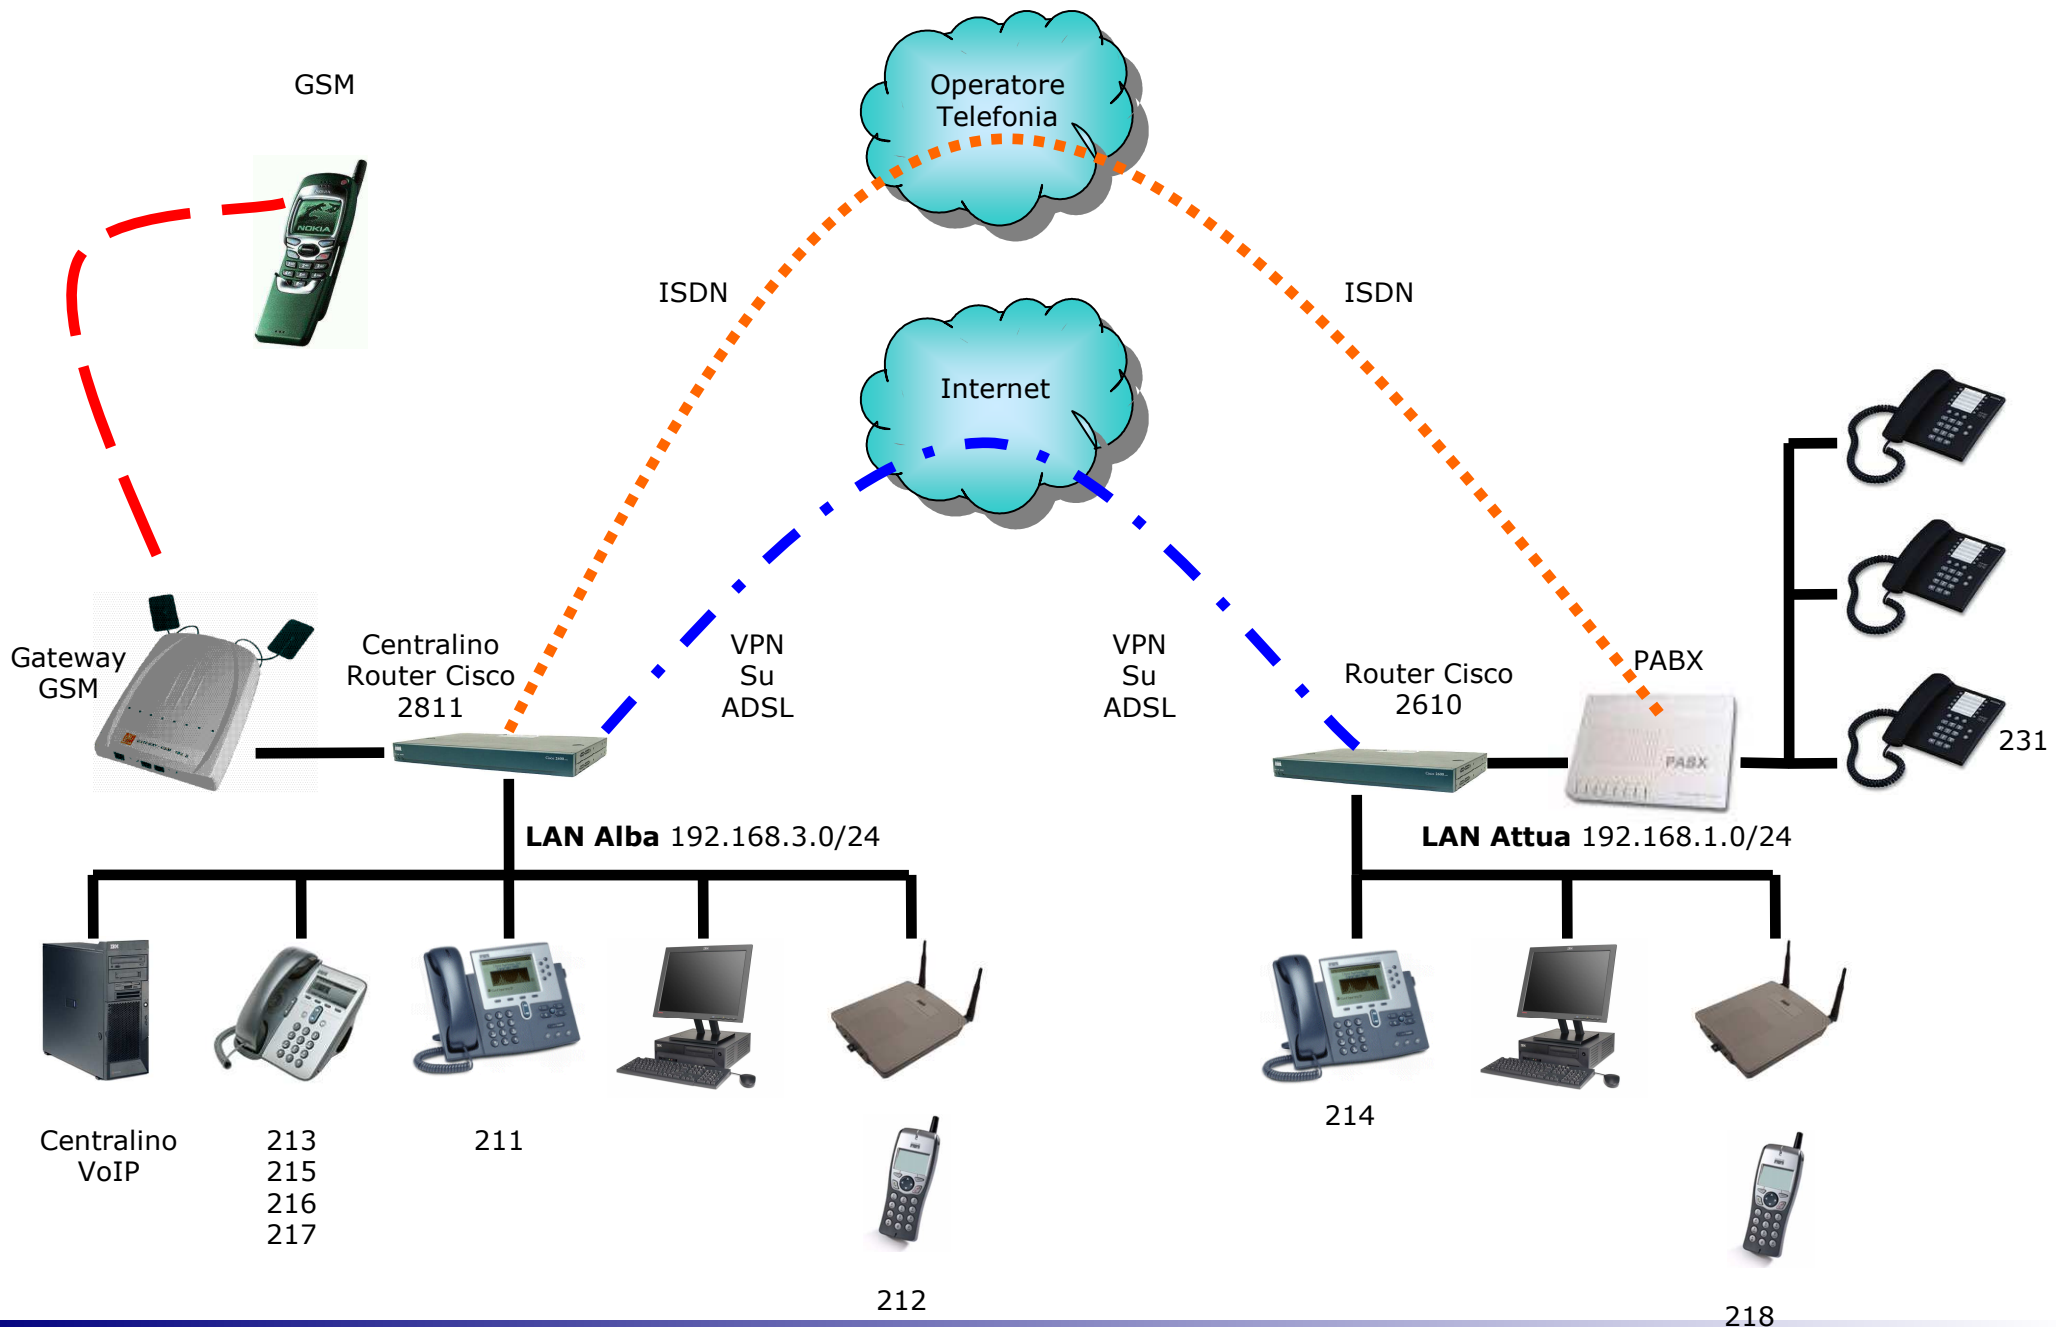 GSM
Operatore
Telefonia
NOKIA
ISDN
ISDN
Internet
Gateway
GSM
Centralino
Router Cisco
2811
VPN
Su
ADSL
VPN
Su
ADSL
Router Cisco
2610
PABX
PABX
231
LAN Alba 192.168.3.0/24
LAN Attua 192.168.1.0/24
Centralino
VoIP
213
215
216
217
211
212
214
218